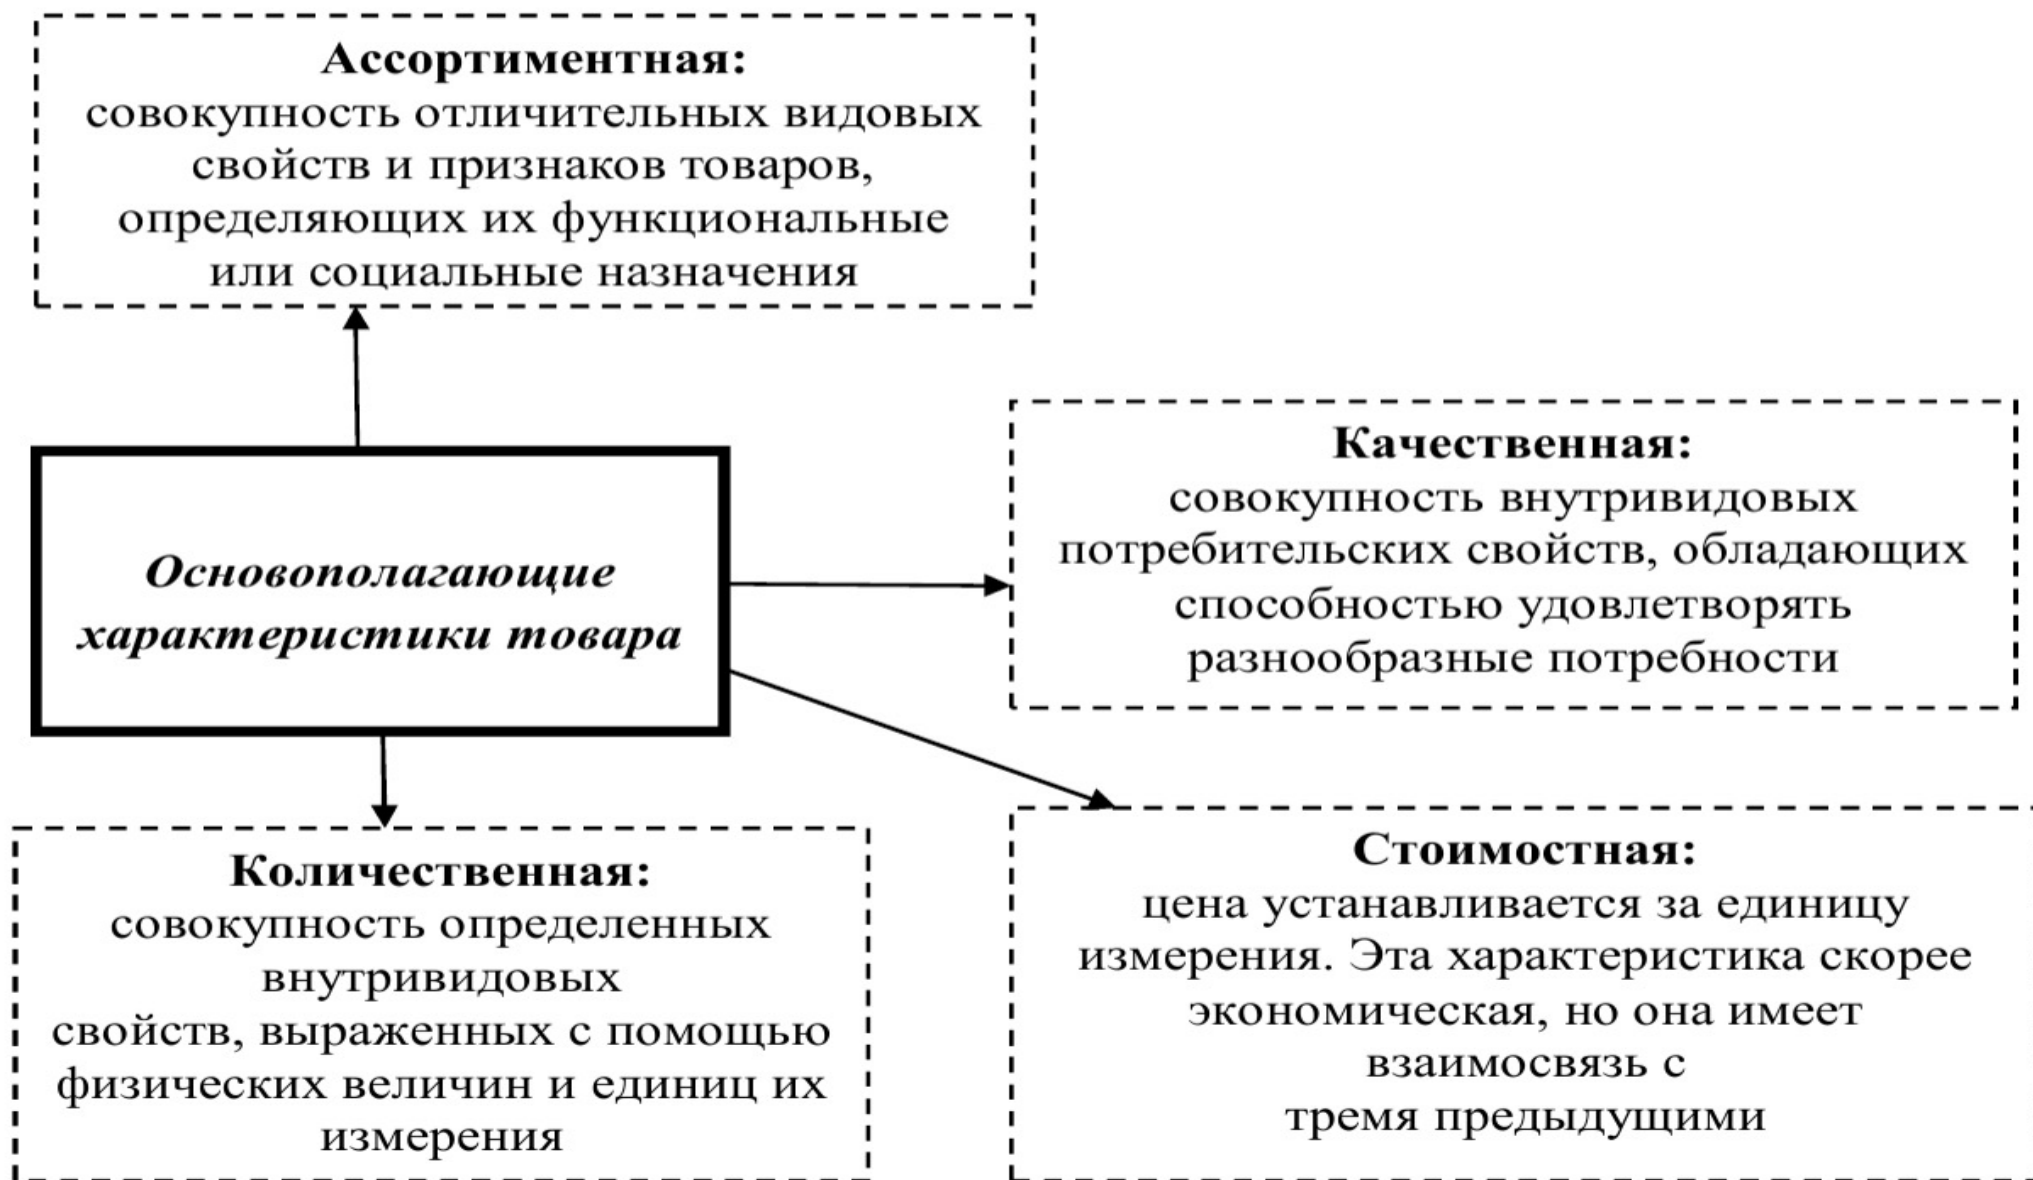 Ассортиментная:
совокупность отличительных видовых
свойств и признаков товаров,
определяющих их функциональные
или социальные назначения
Основополагающие
характеристики товара
Качественная:
совокупность внутривидовых
потребительских свойств, обладающих
способностью удовлетворять
разнообразные потребности
Количественная:
совокупность определенных
внутривидовых
свойств, выраженных с помощью
физических величин и единиц их
измерения
Стоимостная:
цена устанавливается за единицу
измерения. Эта характеристика скорее
экономическая, но она имеет
взаимосвязь с
тремя предыдущими